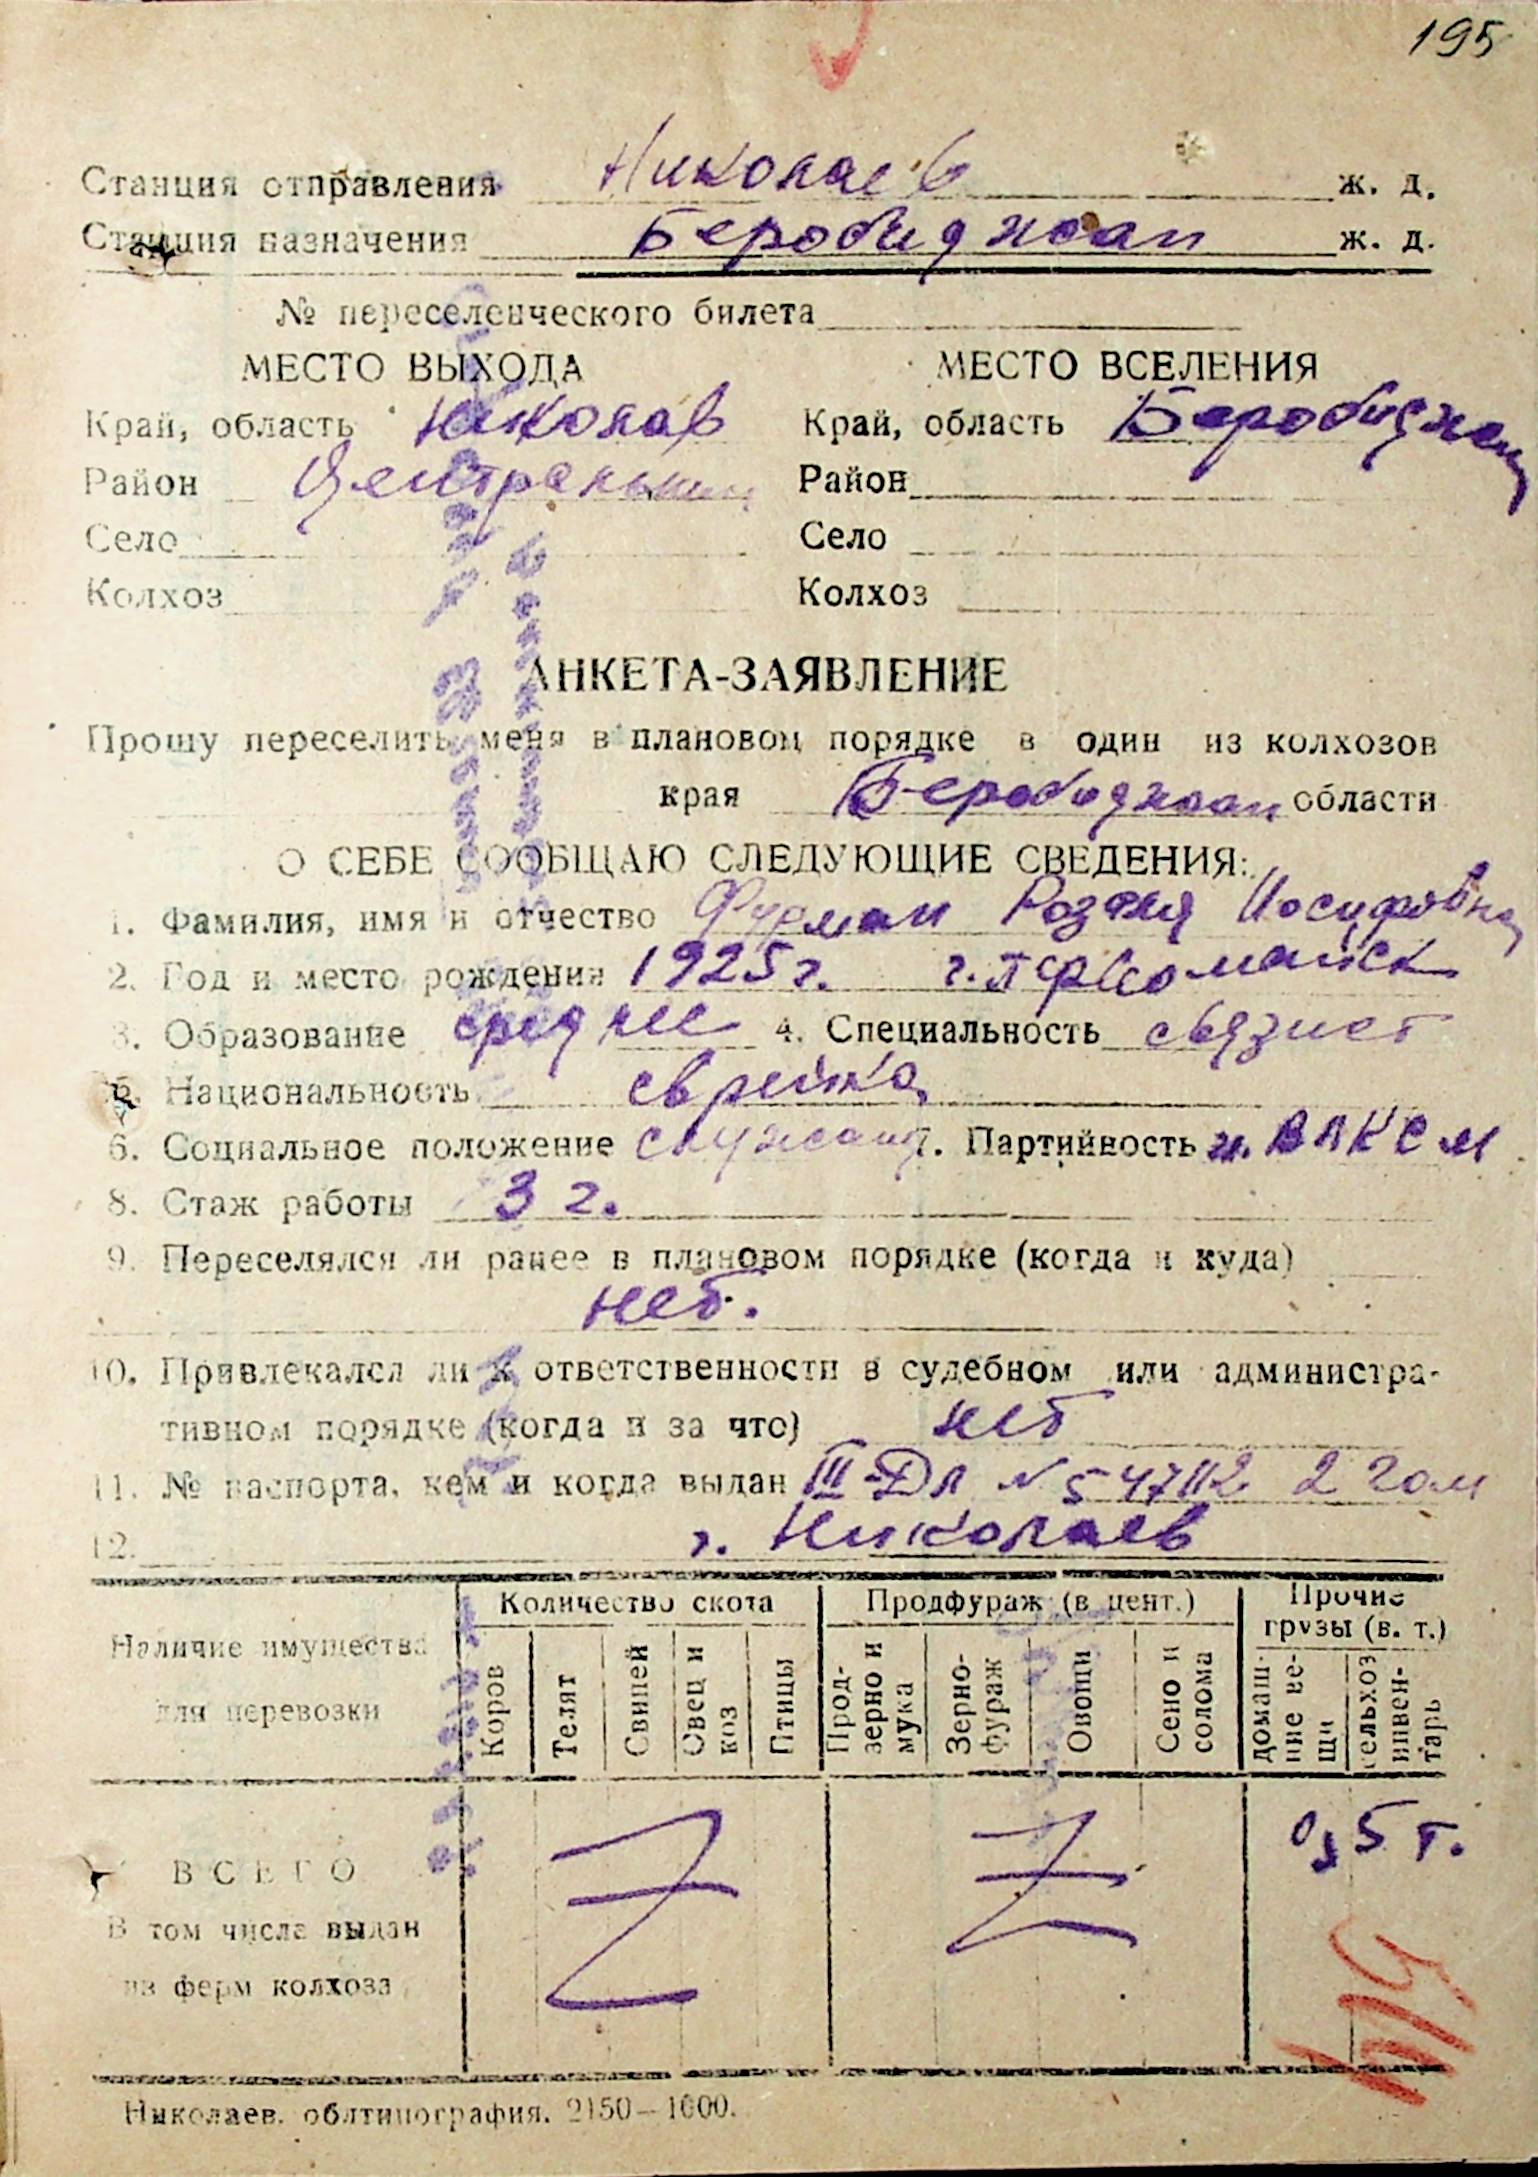 195
Станция отправления Николаев ж. д.
Станция назначения Беробиджан ж. д.
№ переселенческого билета
МЕСТО ВЫХОДА МЕСТО ВСЕЛЕНИЯ
Край, область Николаев Край, область Беробиджан
Район Центральный Район
Село Село
Колхоз Колхоз
АНКЕТА-ЗАЯВЛЕНИЕ
Прошу переселить меня в плановом порядке в один из колхозов
края Беробиджан области
О СЕБЕ СООБЩАЮ СЛЕДУЮЩИЕ СВЕДЕНИЯ:
1. Фамилия, имя и отчество Фурман Розалия Иосифовна
2. Год и место рождения 1925 г. г. Первомайск
3. Образование среднее 4. Специальность связист
5. Национальность еврейка
6. Социальное положение служащ 7. Партийность чл. ВЛКСМ
8. Стаж работы 3 г.
9. Переселялся ли ранее в плановом порядке (когда и куда)
нет.
10. Привлекался ли к ответственности в судебном или администра-
тивном порядке (когда и за что) нет
11. № паспорта, кем и когда выдан III-ДЛ № 547112 2 гом
12. г. Николаев
Наличие имущества для перевозки
Количество скота Продфураж (в цент.) Прочие грузы (в. т.)
Коров Телят Свиней Овец и коз Птицы Прод-зерно и мука Зерно-фураж Овощи Сено и солома домаш-ние ве-щи сельхоз инвен-тарь
ВСЕГО 0,5 т.
В том числе выдан
из ферм колхоза
Николаев. облтипография. 2150—1000.